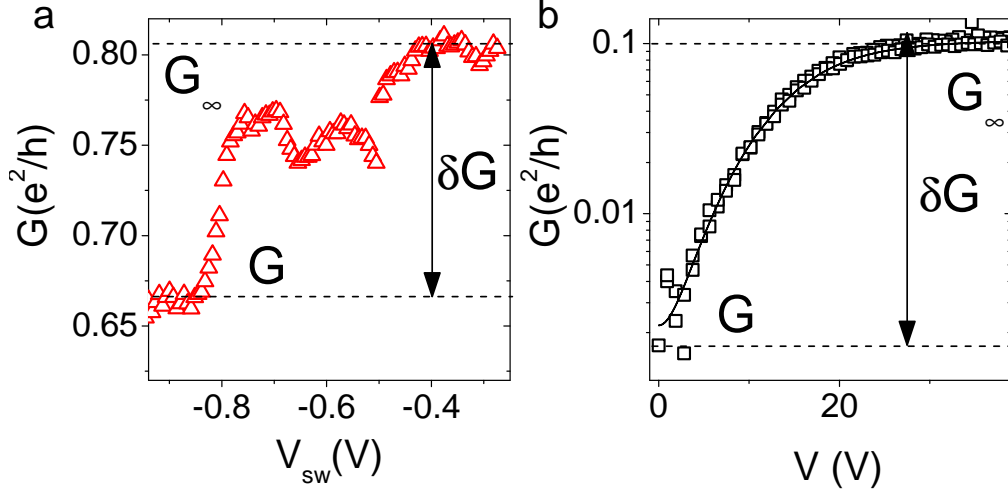 a
G(e²/h)
0.80
0.75
0.70
0.65
G∞
δG
G
-0.8
-0.6
-0.4
V_sw(V)
b
G(e²/h)
0.1
0.01
G∞
δG
G
0
20
V (V)